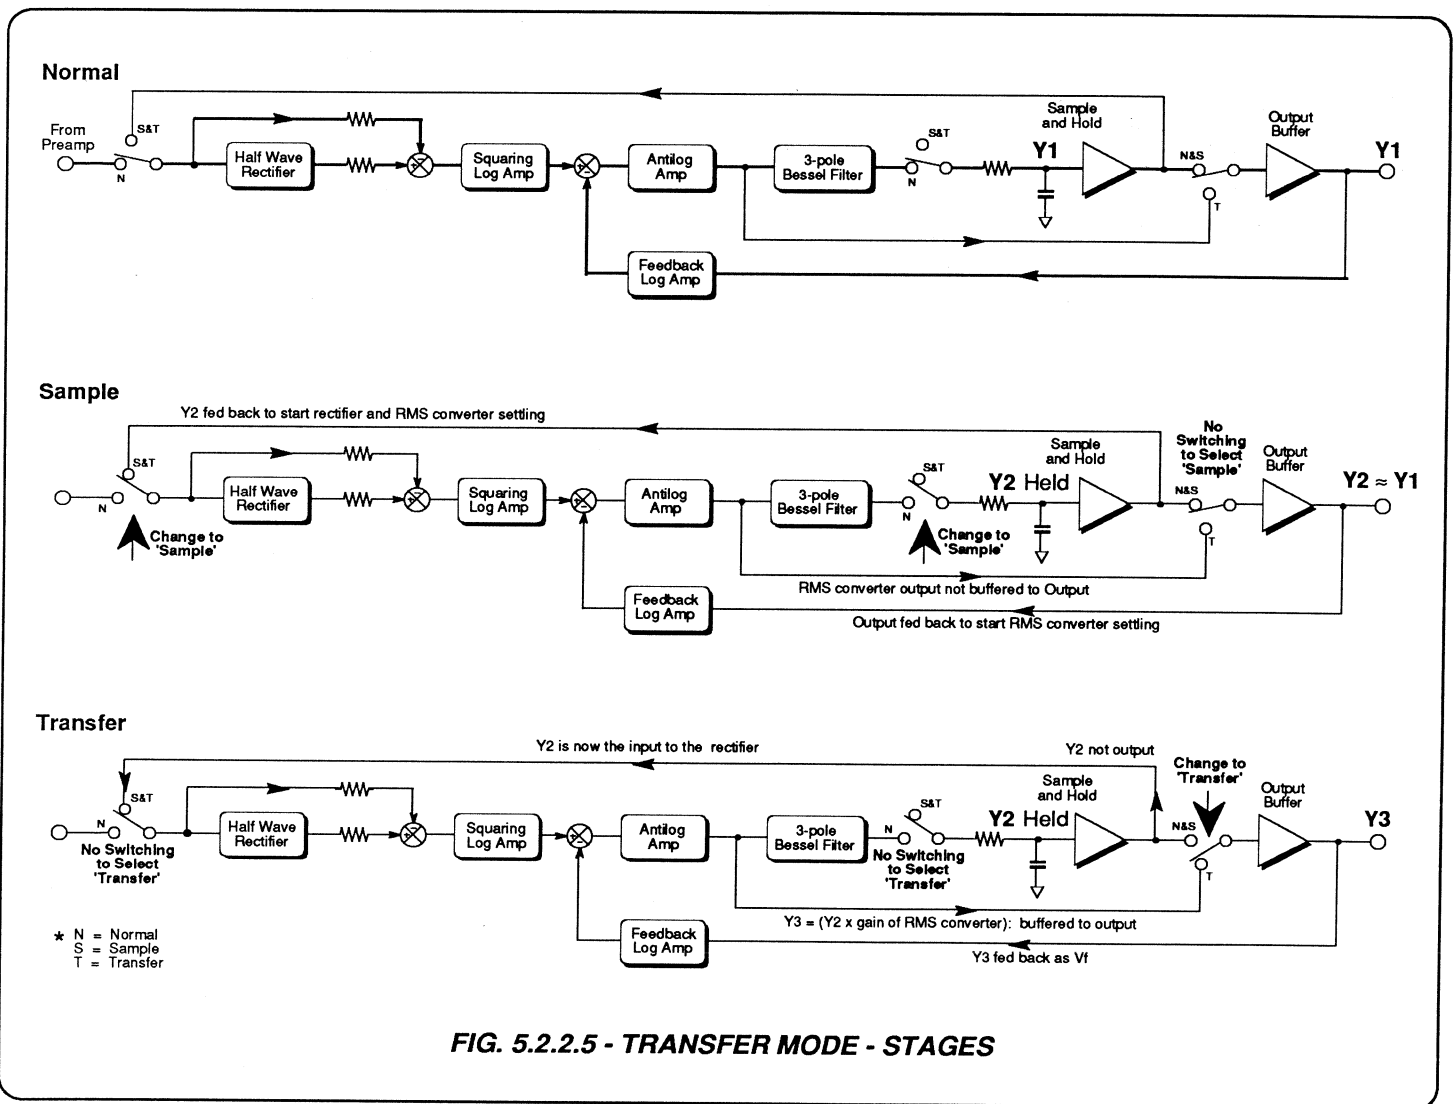 Normal
From
Preamp
S&T
N
Half Wave
Rectifier
Squaring
Log Amp
Antilog
Amp
3-pole
Bessel Filter
S&T
N
Y1
Sample
and Hold
N&S
T
Output
Buffer
Y1
Feedback
Log Amp
Sample
Y2 fed back to start rectifier and RMS converter settling
S&T
N
Change to
'Sample'
Half Wave
Rectifier
Squaring
Log Amp
Antilog
Amp
3-pole
Bessel Filter
S&T
N
Change to
'Sample'
Y2 Held
Sample
and Hold
No
Switching
to Select
'Sample'
N&S
T
Output
Buffer
Y2 ≈ Y1
RMS converter output not buffered to Output
Feedback
Log Amp
Output fed back to start RMS converter settling
Transfer
Y2 is now the input to the rectifier
Y2 not output
S&T
N
No Switching
to Select
'Transfer'
Half Wave
Rectifier
Squaring
Log Amp
Antilog
Amp
3-pole
Bessel Filter
S&T
N
No Switching
to Select
'Transfer'
Y2 Held
Sample
and Hold
Change to
'Transfer'
N&S
T
Output
Buffer
Y3
Y3 = (Y2 x gain of RMS converter): buffered to output
Feedback
Log Amp
Y3 fed back as Vf
* N = Normal
S = Sample
T = Transfer
FIG. 5.2.2.5 - TRANSFER MODE - STAGES